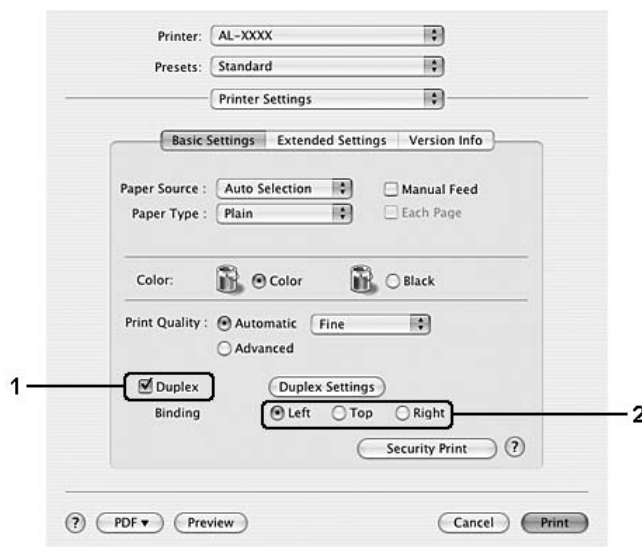 Printer: AL-XXXX
Presets: Standard
Printer Settings
Basic Settings Extended Settings Version Info
Paper Source : Auto Selection Manual Feed
Paper Type : Plain Each Page
Color: Color Black
Print Quality : Automatic Fine
Advanced
1 Duplex Duplex Settings
Binding Left Top Right 2
Security Print ?
? PDF Preview Cancel Print